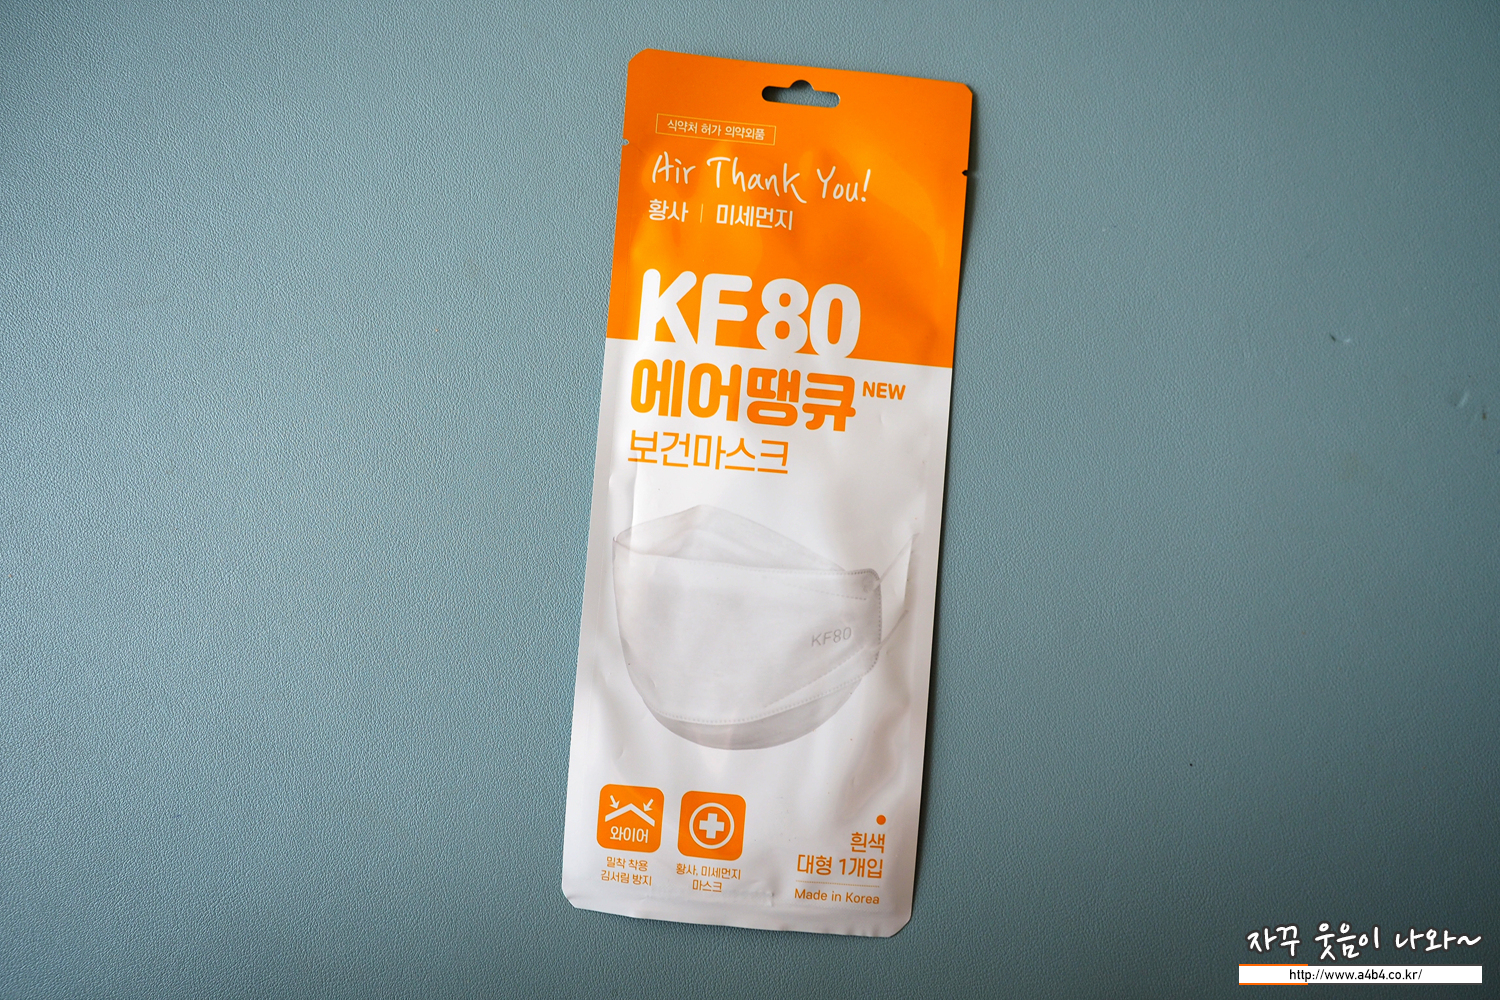 식약처 허가 의약외품
Air Thank You!
황사 | 미세먼지
KF80
에어땡큐 NEW
보건마스크
KF80
와이어
밀착 착용
김서림 방지
황사, 미세먼지
마스크
흰색
대형 1개입
Made in Korea
자꾸 웃음이 나와~
http://www.a4b4.co.kr/